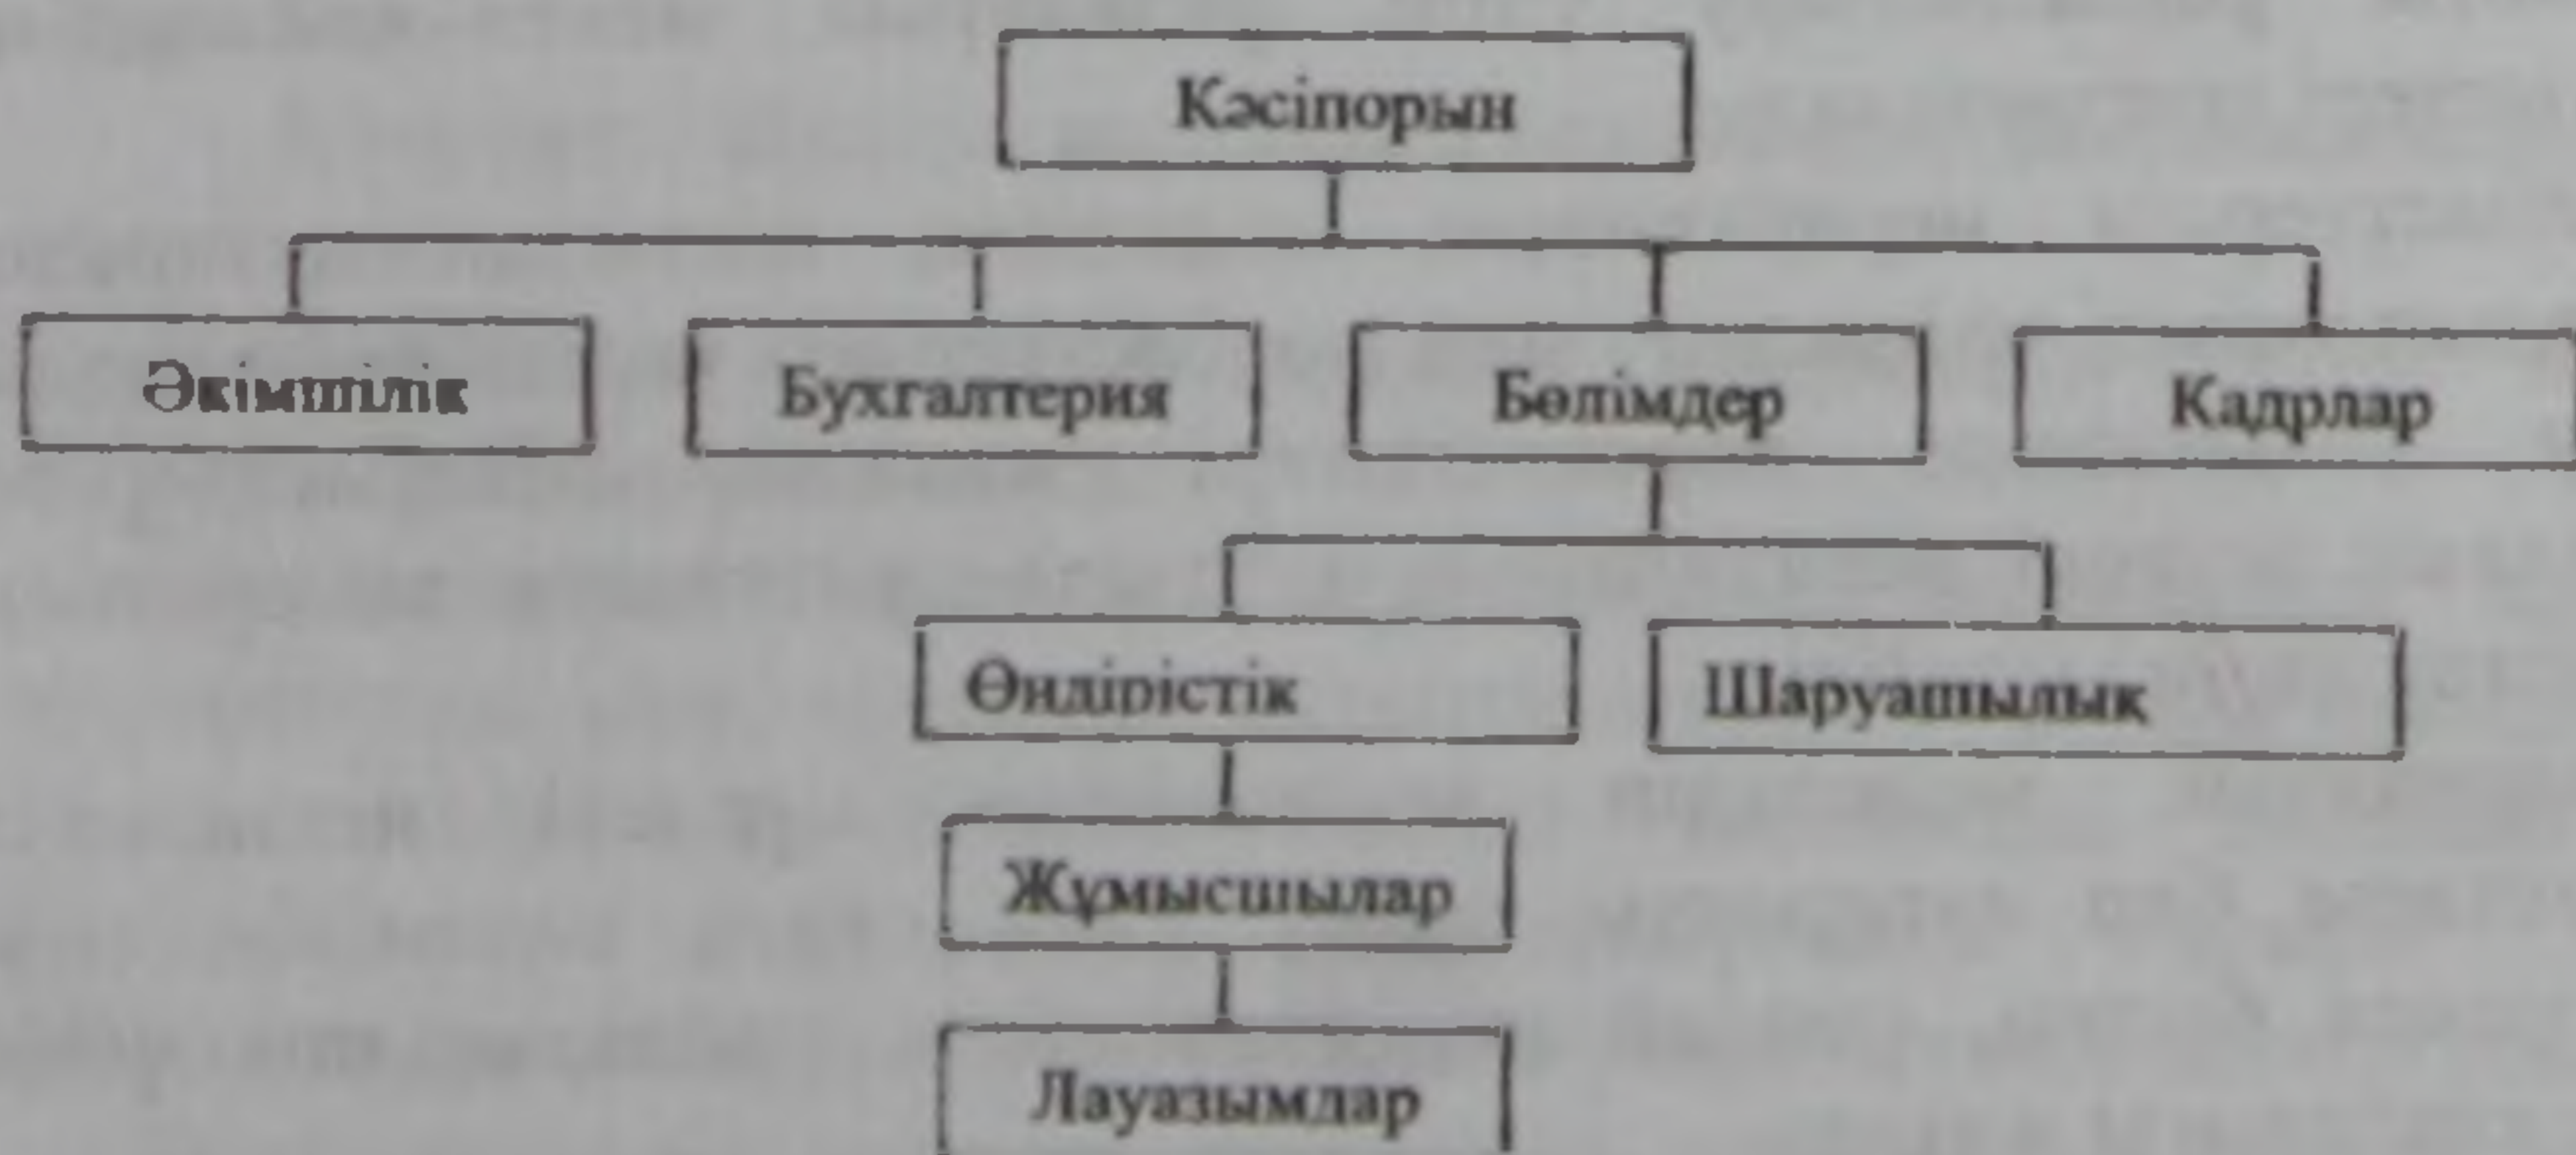 Кәсіпорын
Әкімшілік
Бухгалтерия
Бөлімдер
Кадрлар
Өндірістік
Шаруашылық
Жұмысшылар
Лауазымдар